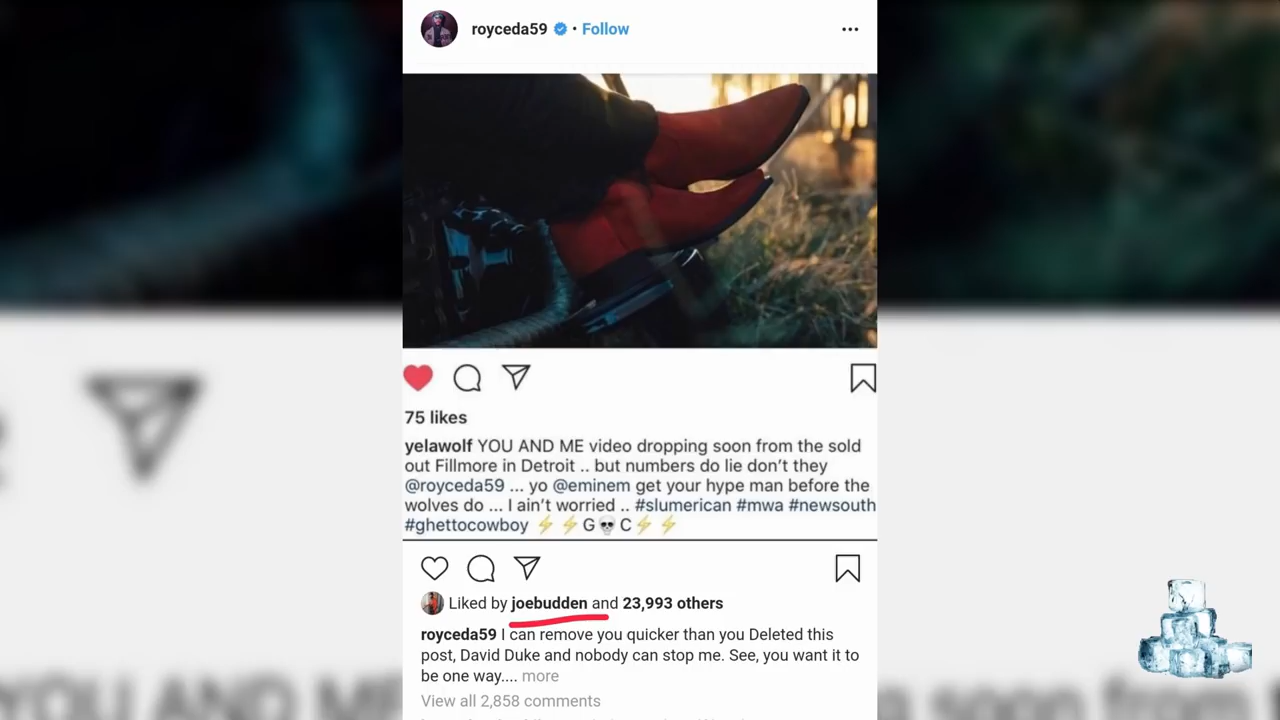 royceda59 • Follow
75 likes
yelawolf YOU AND ME video dropping soon from the sold
out Fillmore in Detroit .. but numbers do lie don't they
@royceda59 ... yo @eminem get your hype man before the
wolves do ... I ain't worried .. #slumerican #mwa #newsouth
#ghettocowboy ⚡⚡G💀C⚡⚡
Liked by joebudden and 23,993 others
royceda59 I can remove you quicker than you Deleted this
post, David Duke and nobody can stop me. See, you want it to
be one way.... more
View all 2,858 comments